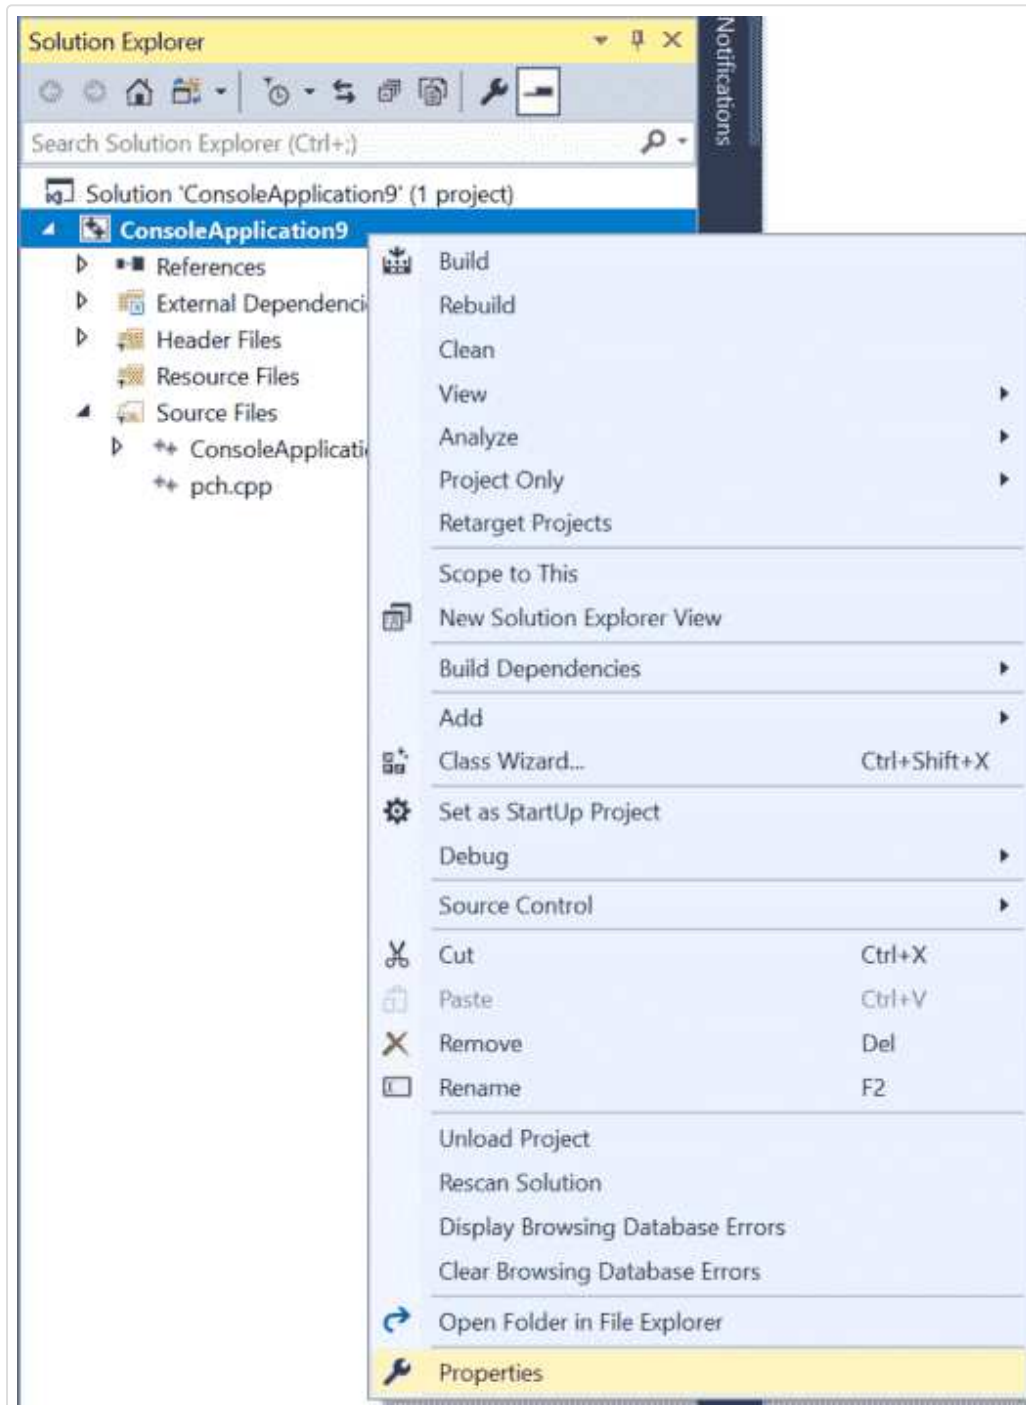 Solution Explorer
Notifications
Search Solution Explorer (Ctrl+;)
Solution 'ConsoleApplication9' (1 project)
ConsoleApplication9
References
External Dependenci
Header Files
Resource Files
Source Files
ConsoleApplicati
pch.cpp
Build
Rebuild
Clean
View
Analyze
Project Only
Retarget Projects
Scope to This
New Solution Explorer View
Build Dependencies
Add
Class Wizard... Ctrl+Shift+X
Set as StartUp Project
Debug
Source Control
Cut Ctrl+X
Paste Ctrl+V
Remove Del
Rename F2
Unload Project
Rescan Solution
Display Browsing Database Errors
Clear Browsing Database Errors
Open Folder in File Explorer
Properties